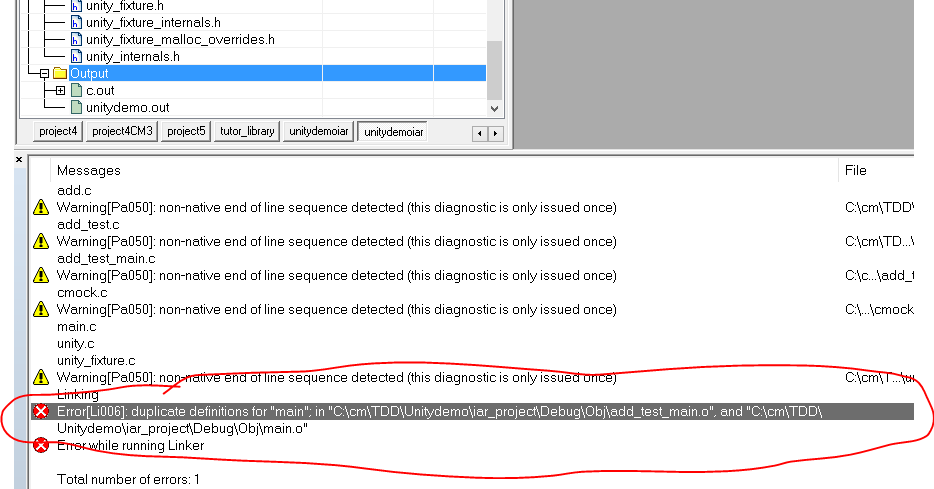 unity_fixture.h
unity_fixture_internals.h
unity_fixture_malloc_overrides.h
unity_internals.h
Output
c.out
unitydemo.out
project4 project4CM3 project5 tutor_library unitydemoiar unitydemoiar
Messages File
add.c
Warning[Pa050]: non-native end of line sequence detected (this diagnostic is only issued once) C:\cm\TDD\
add_test.c
Warning[Pa050]: non-native end of line sequence detected (this diagnostic is only issued once) C:\cm\TD...\
add_test_main.c
Warning[Pa050]: non-native end of line sequence detected (this diagnostic is only issued once) C:\c...\add_t
cmock.c
Warning[Pa050]: non-native end of line sequence detected (this diagnostic is only issued once) C:\...\cmock
main.c
unity.c
unity_fixture.c
Warning[Pa050]: non-native end of line sequence detected (this diagnostic is only issued once) C:\cm\T...\u
Linking
Error[Li006]: duplicate definitions for "main"; in "C:\cm\TDD\Unitydemo\iar_project\Debug\Obj\add_test_main.o", and "C:\cm\TDD\
Unitydemo\iar_project\Debug\Obj\main.o"
Error while running Linker
Total number of errors: 1